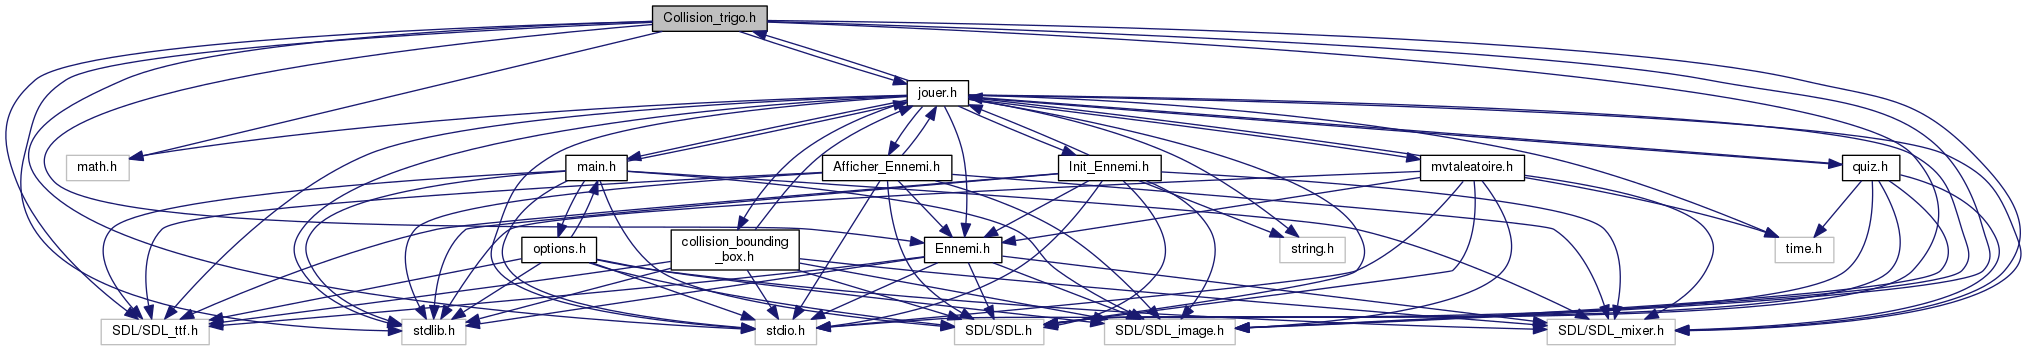 Collision_trigo.h
jouer.h
math.h
main.h
Afficher_Ennemi.h
Init_Ennemi.h
mvtaleatoire.h
quiz.h
options.h
collision_bounding
_box.h
Ennemi.h
string.h
time.h
SDL/SDL_ttf.h
stdlib.h
stdio.h
SDL/SDL.h
SDL/SDL_image.h
SDL/SDL_mixer.h